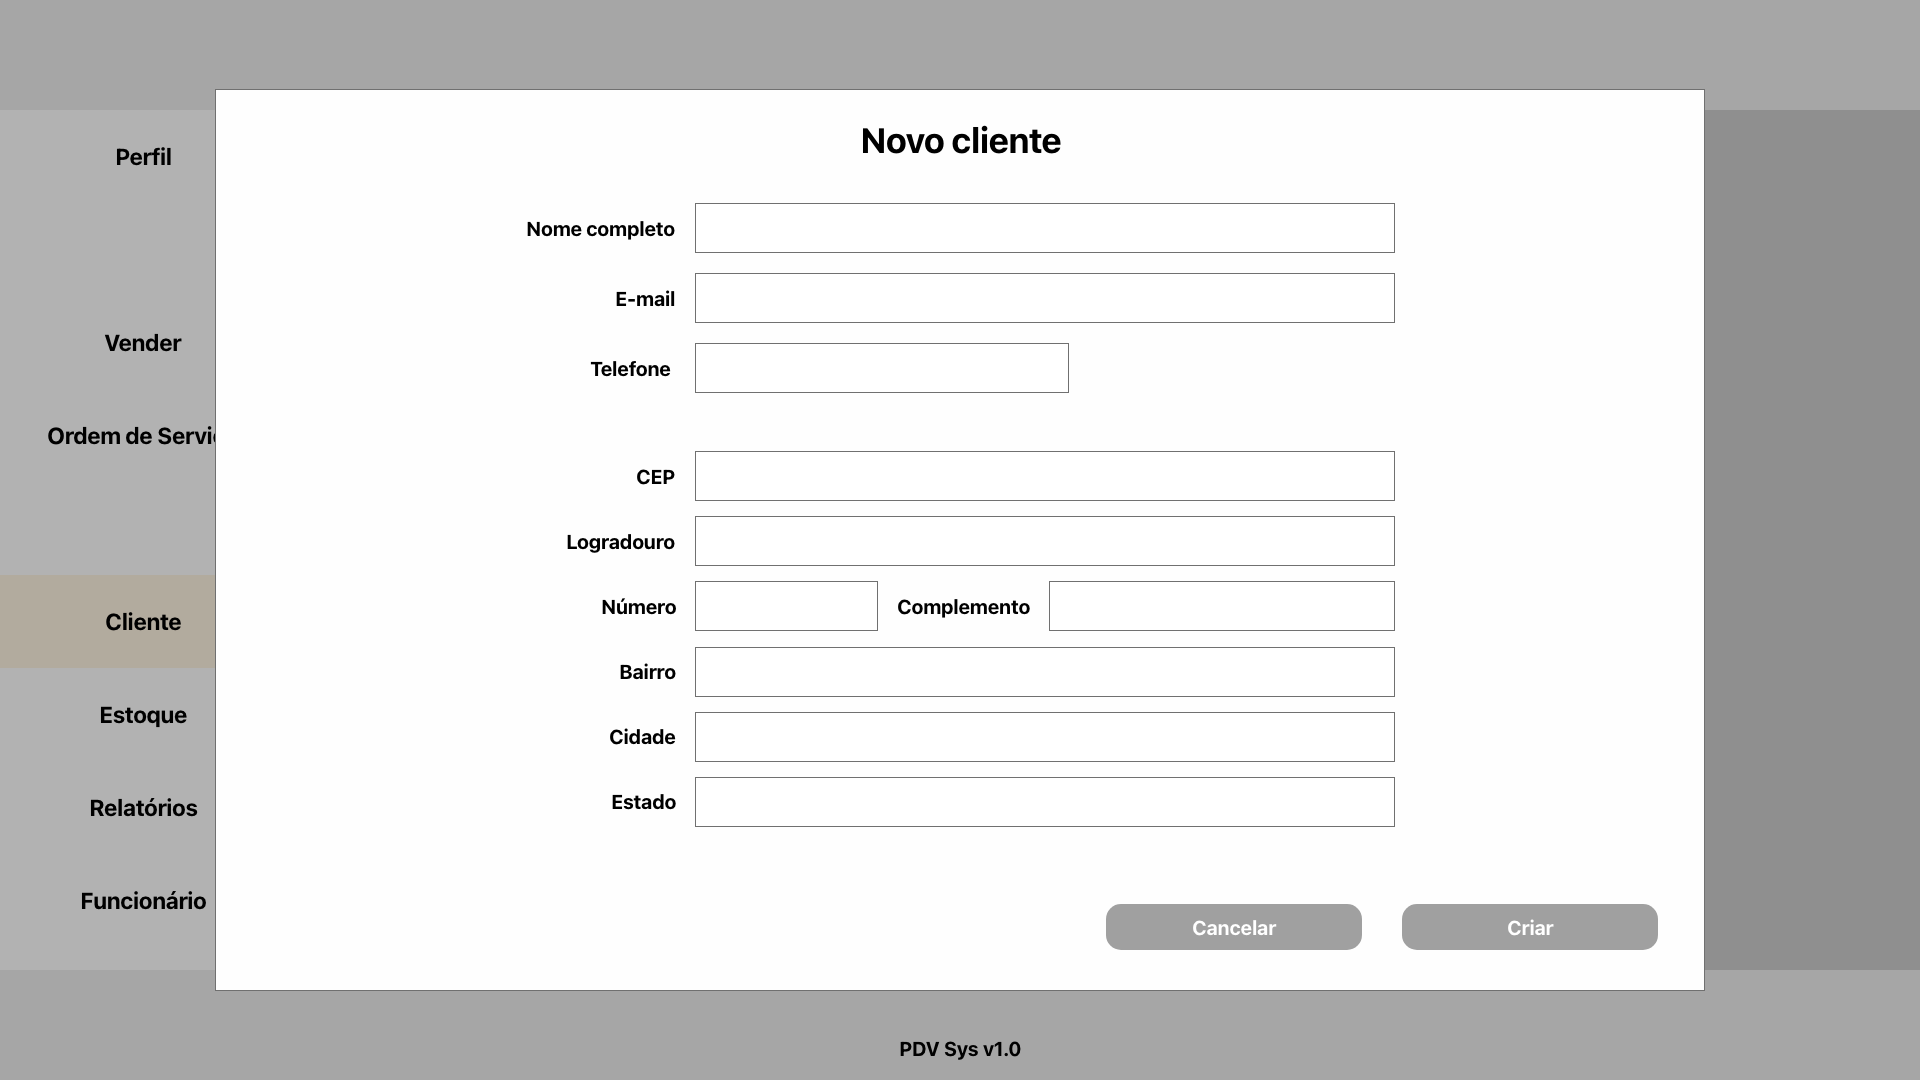 Novo cliente
Perfil
Vender
Ordem de Servi
Cliente
Estoque
Relatórios
Funcionário
Nome completo
E-mail
Telefone
CEP
Logradouro
Número Complemento
Bairro
Cidade
Estado
Cancelar Criar
PDV Sys v1.0